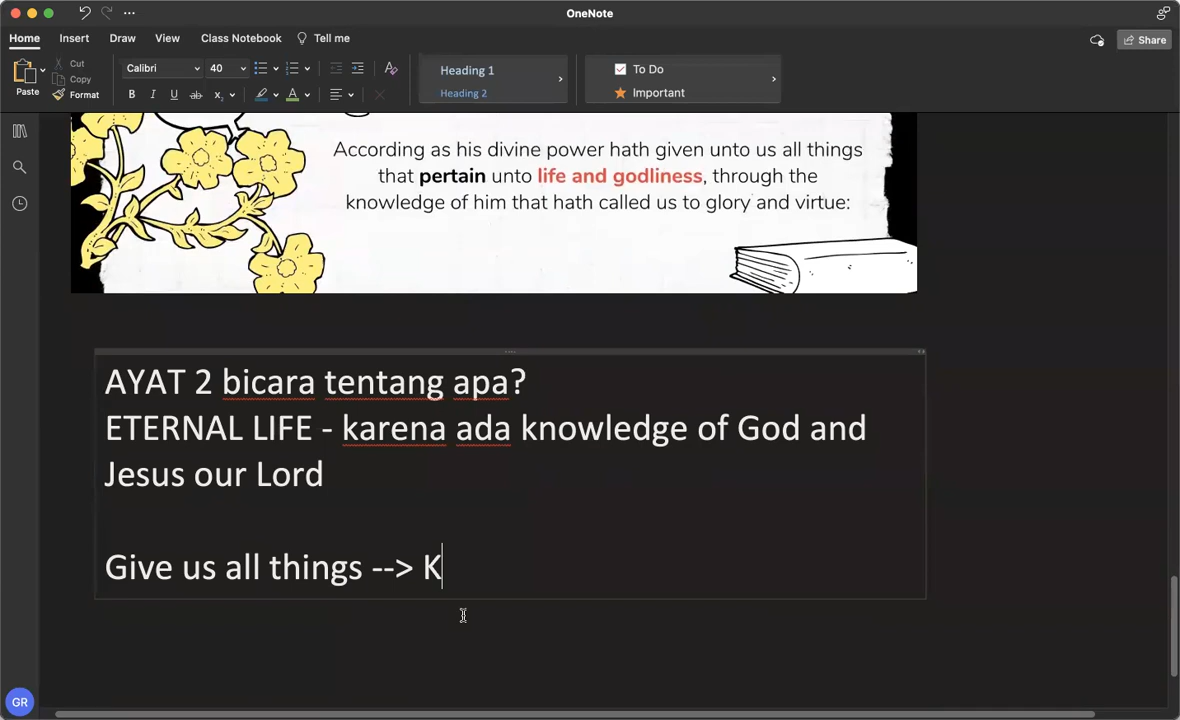 OneNote
Home Insert Draw View Class Notebook Tell me
Share
Paste
Cut
Copy
Format
Calibri 40
B I U ab x A
Heading 1
Heading 2
To Do
Important
According as his divine power hath given unto us all things
that pertain unto life and godliness, through the
knowledge of him that hath called us to glory and virtue:
AYAT 2 bicara tentang apa?
ETERNAL LIFE - karena ada knowledge of God and
Jesus our Lord
Give us all things --> K
GR